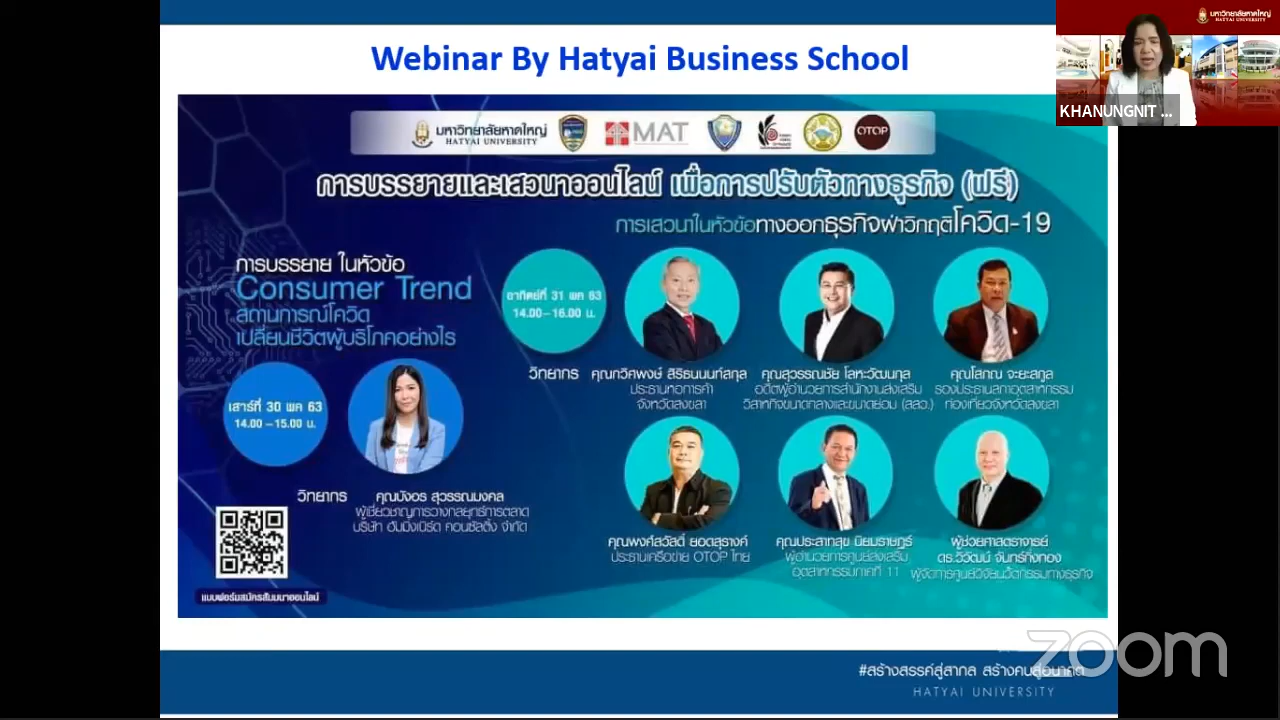 Webinar By Hatyai Business School
มหาวิทยาลัยหาดใหญ่
HATYAI UNIVERSITY
KHANUNGNIT ...
มหาวิทยาลัยหาดใหญ่
HATYAI UNIVERSITY
MAT
OTOP
การบรรยายและเสวนาออนไลน์ เพื่อการปรับตัวทางธุรกิจ (ฟรี)
การเสวนาในหัวข้อทางออกธุรกิจฝ่าวิกฤติโควิด-19
การบรรยาย ในหัวข้อ
Consumer Trend
สถานการณ์โควิด
เปลี่ยนชีวิตผู้บริโภคอย่างไร
เสาร์ที่ 30 พค 63
14.00 – 15.00 น.
วิทยากร
คุณบังอร สุวรรณมงคล
ผู้เชี่ยวชาญการวางกลยุทธ์การตลาด
บริษัท ฮัมมิ่งเบิร์ด คอนซัลติ้ง จำกัด
แบบฟอร์มสมัครสัมมนาออนไลน์
อาทิตย์ที่ 31 พค 63
14.00 – 16.00 น.
วิทยากร
คุณกวิศพงษ์ สิริธนนนท์สกุล
ประธานหอการค้า
จังหวัดสงขลา
คุณสุวรรณชัย โลหะวัฒนกุล
อดีตผู้อำนวยการสำนักงานส่งเสริม
วิสาหกิจขนาดกลางและขนาดย่อม (สสว.)
คุณโสภณ จะยะสกูล
รองประธานสภาอุตสาหกรรม
ท่องเที่ยวจังหวัดสงขลา
คุณพงศ์สวัสดิ์ ยอดสุรางค์
ประธานเครือข่าย OTOP ไทย
คุณประสาทสุข นิยมราษฎร์
ผู้อำนวยการศูนย์ส่งเสริม
อุตสาหกรรมภาคที่ 11
ผู้ช่วยศาสตราจารย์
ดร.วิวัฒน์ จันทร์กิ่งทอง
ผู้จัดการศูนย์วิจัยนวัตกรรมทางธุรกิจ
zoom
#สร้างสรรค์สู่สากล สร้างคนสู่อนาคต
HATYAI UNIVERSITY